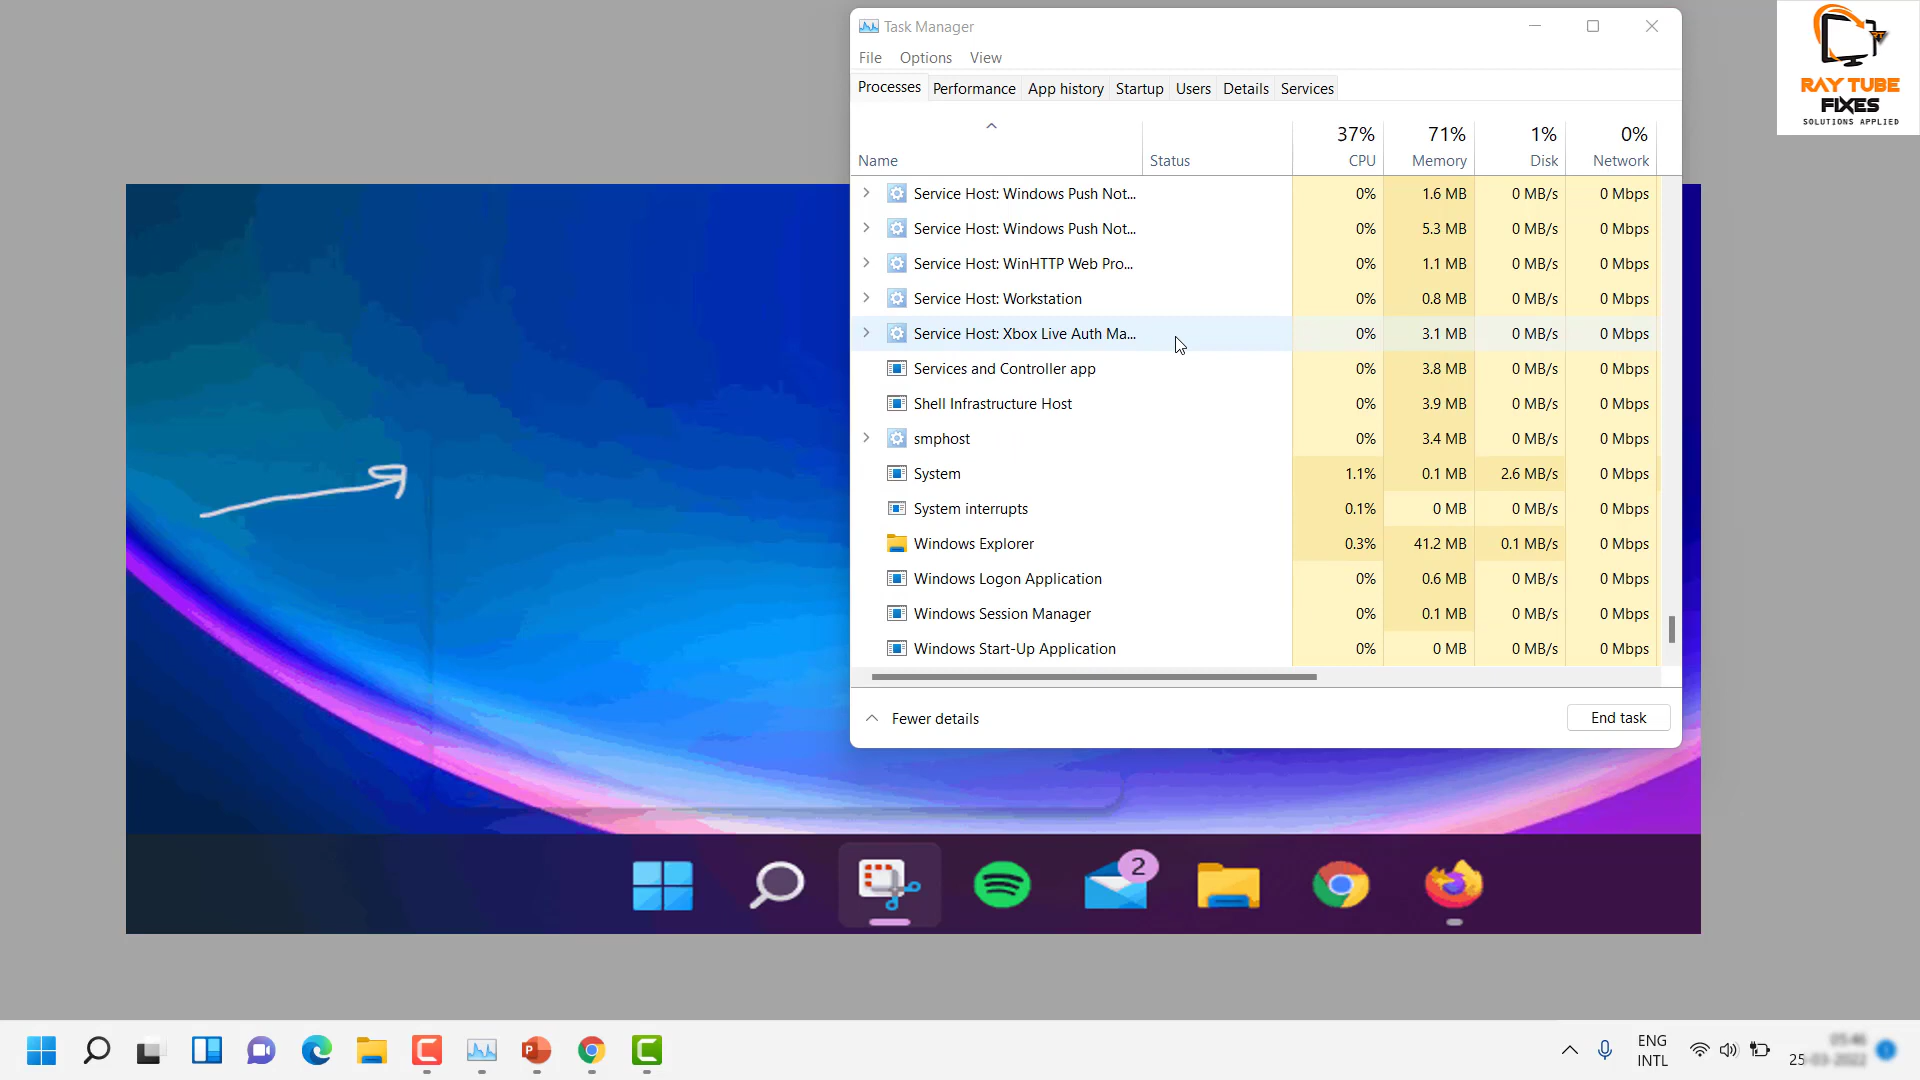 Task Manager
File Options View
Processes Performance App history Startup Users Details Services
37% 71% 1% 0%
Name Status CPU Memory Disk Network
Service Host: Windows Push Not... 0% 1.6 MB 0 MB/s 0 Mbps
Service Host: Windows Push Not... 0% 5.3 MB 0 MB/s 0 Mbps
Service Host: WinHTTP Web Pro... 0% 1.1 MB 0 MB/s 0 Mbps
Service Host: Workstation 0% 0.8 MB 0 MB/s 0 Mbps
Service Host: Xbox Live Auth Ma... 0% 3.1 MB 0 MB/s 0 Mbps
Services and Controller app 0% 3.8 MB 0 MB/s 0 Mbps
Shell Infrastructure Host 0% 3.9 MB 0 MB/s 0 Mbps
smphost 0% 3.4 MB 0 MB/s 0 Mbps
System 1.1% 0.1 MB 2.6 MB/s 0 Mbps
System interrupts 0.1% 0 MB 0 MB/s 0 Mbps
Windows Explorer 0.3% 41.2 MB 0.1 MB/s 0 Mbps
Windows Logon Application 0% 0.6 MB 0 MB/s 0 Mbps
Windows Session Manager 0% 0.1 MB 0 MB/s 0 Mbps
Windows Start-Up Application 0% 0 MB 0 MB/s 0 Mbps
Fewer details End task
RAY TUBE
FIXES
SOLUTIONS APPLIED
2
ENG
INTL